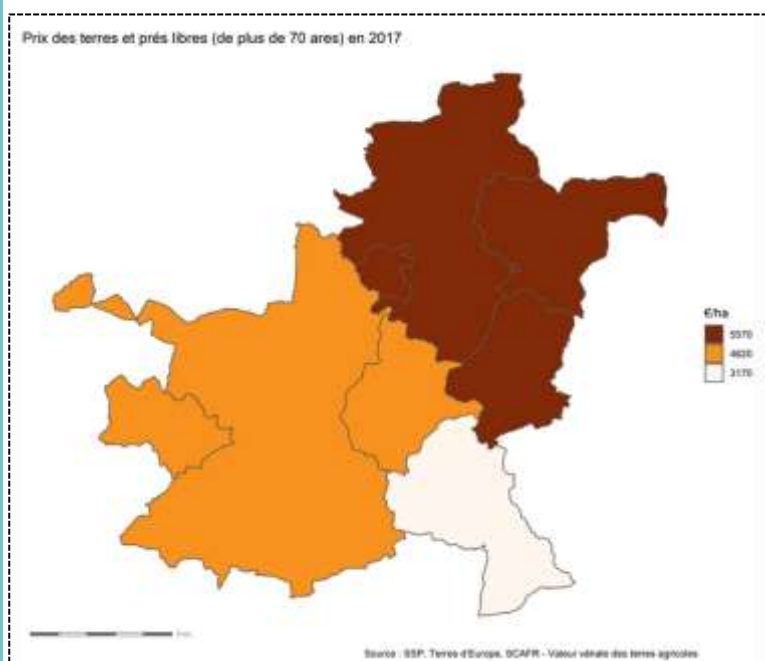 Prix des terres et prés libres (de plus de 70 ares) en 2017
€/ha
5570
4620
3170
Source : SSP, Terres d'Europe, SCAFR - Valeur vénale des terres agricoles